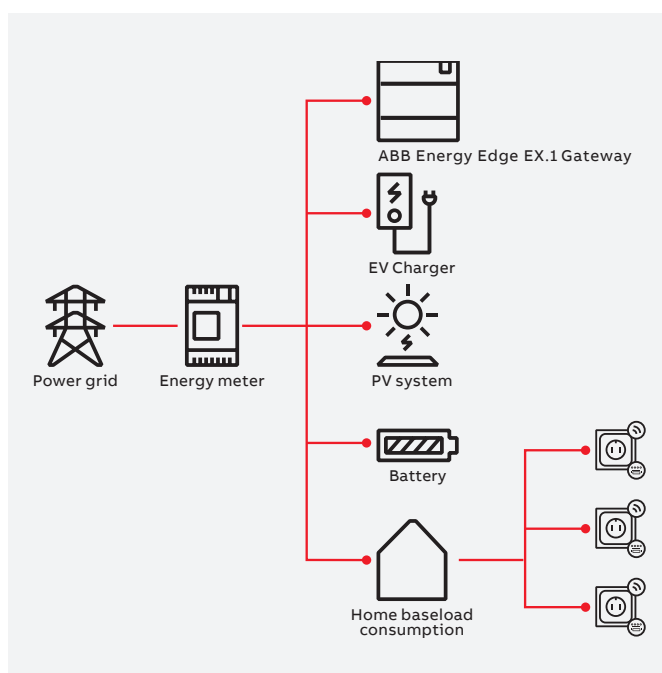 ABB Energy Edge EX.1 Gateway
EV Charger
Power grid
Energy meter
PV system
Battery
Home baseload
consumption